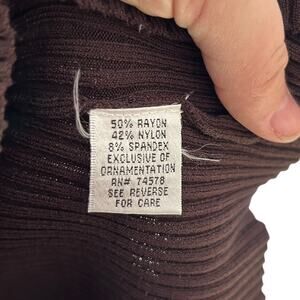 50% RAYON
42% NYLON
8% SPANDEX
EXCLUSIVE OF
ORNAMENTATION
RN# 74578
SEE REVERSE
FOR CARE